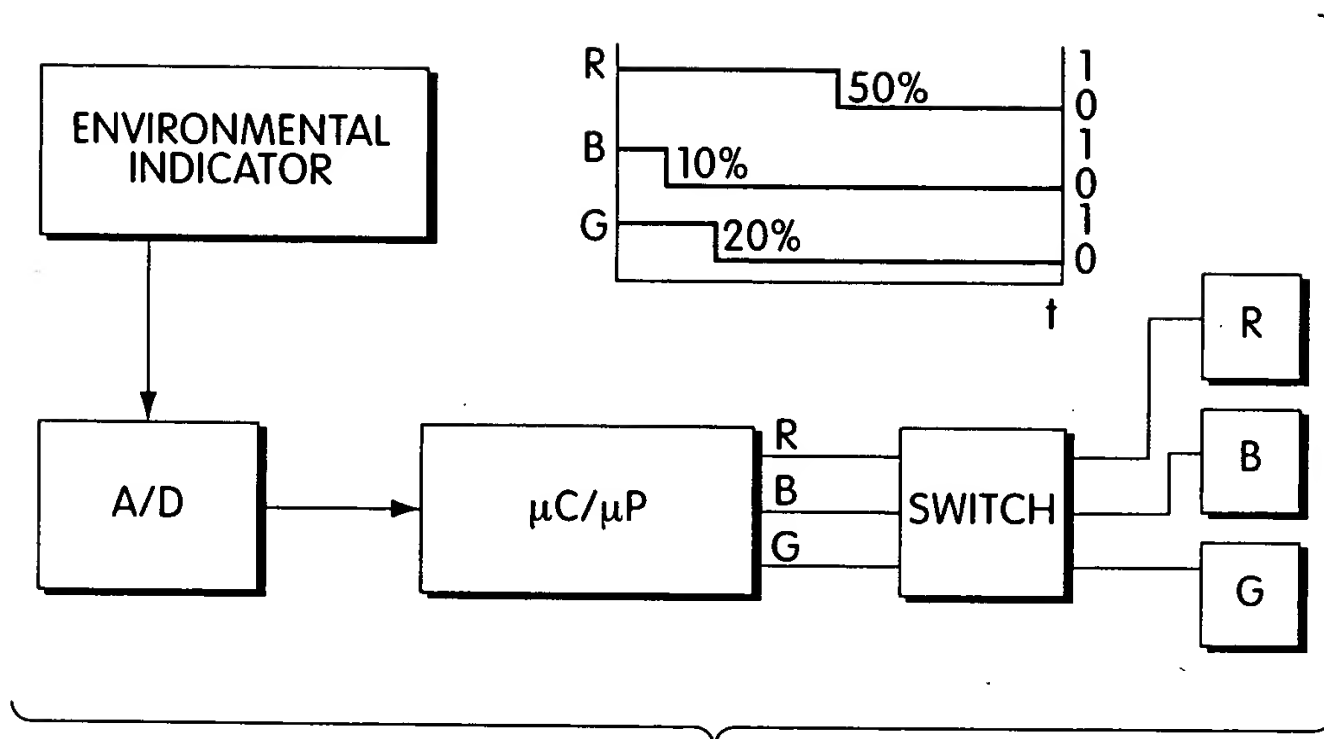 ENVIRONMENTAL
INDICATOR
R
50%
1
0
B
10%
1
0
G
20%
1
0
t
A/D
μC/μP
R
B
G
SWITCH
R
B
G